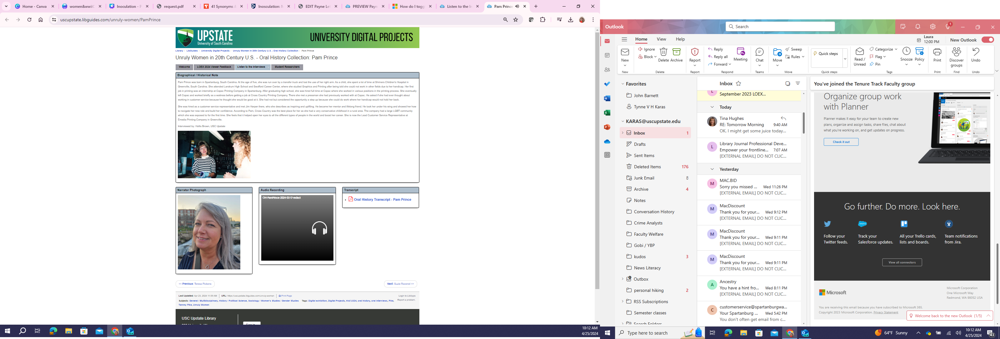 Home - Canva
women&wwiiC
Inoculation - P
request.pdf
41 Synonyms &
Inosculation: M
EDIT Payne Let
PREVIEW Payn
How do I togg
Listen to the In
Pam Prince
uscupstate.libguides.com/unruly-women/PamPrince
UPSTATE
University of South Carolina
UNIVERSITY DIGITAL PROJECTS
Library / LibGuides / University Digital Projects / Unruly Women in 20th Century U.S. - Oral History Collection / Pam Prince
Unruly Women in 20th Century U.S. - Oral History Collection: Pam Prince
Welcome
LOEX 2024 Viewer Feedback
Listen to the Interviews
Student Researchers
Biographical / Historical Note
Pam Prince was born in Spartanburg, South Carolina. At the age of five, she was run over by a transfer truck and lost the use of her right arm. As a child, she spent a lot of time at Shriners Children's Hospital in
Greenville, South Carolina. She attended Landrum High School and Swofford Career Center, where she studied Graphics and Printing after being told she could not work in other fields due to her handicap. Her first
job in printing was an internship at Copac Printing Company in Spartanburg. After graduating high school, she was hired full-time at Copac where she worked in various positions in the printing process. She eventually
left Copac and worked briefly as a waitress before getting a job at Cross Country Printing Company. There she met a pressman she had previously worked with at Copac. He asked if she had ever thought about
working in customer service because he thought she would be good at it. She had not but considered the opportunity a step up because she could do work where her handicap would not hold her back.
She was hired as a customer service representative and met Jim Harper there, who she describes as inspiring and uplifting. He became her mentor and lifelong friend. He took her under his wing and showed her how
to navigate her new role and build her confidence. According to Pam, Cross Country was the best place for her as she had a very conservative childhood in a rural area. The company had a large LGBT community
which she was exposed to for the first time. She feels that it helped open her eyes to all the different types of people in the world and boost her career. She is now the Lead Customer Service Representative at
Emedia Printing Company in Greenville.
Interviewed by: Hollis Brown, USC Upstate
Narrator Photograph
Audio Recording
OH-PamPrince-2024-03-17-redact
Transcript
Oral History Transcript - Pam Prince
<< Previous: Teresa Pickens
Next: Suzie Ravenel >>
Last Updated: Apr 23, 2024 11:59 AM
URL: https://uscupstate.libguides.com/unruly-women
Print Page
Login to LibApps
Subjects: General / Multidisciplinary, History / Political Science, Sociology / Women's Studies / Gender Studies
Tags: Digital exhibition, Digital Projects, Hist U324, oral history, oral interviews, Pike,
Tammy Pike, Unruly Women
Report a problem.
USC Upstate Library
10:12 AM
4/25/2024
Outlook
Search
1
Home
View
Help
Laura
12:00 PM
New Outlook
New
Ignore
Block
Delete
Archive
Report
Reply
Reply all
Forward
Meeting
Chat
Move
Sweep
Rules
Quick steps
Read /
Unread
Categorize
Flag
Pin
Snooze
Policy
Print
Discover
groups
Undo
New
Delete
Report
Respond
Teams
Move
Quick steps
Tags
Print
Find
Undo
Favorites
John Barnett
Tynne V H Karas
KARAS@uscupstate.edu
Inbox 1
Drafts
Sent Items
Deleted Items 176
Junk Email 8
Archive 4
Notes
Conversation History
Crime Analysts
Faculty Welfare
Gobi / YBP
kudos 3
News Literacy
Outbox
personal hiking 2
RSS Subscriptions
Semester classes
Search Folders
Inbox
L
September 2023 LOEX...
Today
Tina Hughes
RE: Tomorrow Morning 9:40 AM
OK. I might get some juice today...
L
Library Journal Professional Deve...
Empower your frontline... 7:07 AM
[EXTERNAL EMAIL] DO NOT CLIC...
Yesterday
M
MAC.BID
Sorry you missed ... Wed 11:26 PM
[EXTERNAL EMAIL] DO NOT CLIC...
M
MacDiscount
Thank you for your... Wed 9:12 PM
[EXTERNAL EMAIL] DO NOT CLIC...
M
MacDiscount
Thank you for your... Wed 9:11 PM
[EXTERNAL EMAIL] DO NOT CLIC...
M
MacDiscount
Thank you for your... Wed 9:11 PM
[EXTERNAL EMAIL] DO NOT CLIC...
A
Ancestry
You have a hint fro... Wed 8:11 PM
[EXTERNAL EMAIL] DO NOT CLIC...
C
customerservice@spartanburgwa...
Your Spartanburg ... Wed 5:42 PM
You don't often get email from c...
You've joined the Tenure Track Faculty group
Organize group work
with Planner
Planner makes it easy for your team to create new
plans, organize and assign tasks, share files, chat about
what you're working on, and get updates on progress.
Check it out
Go further. Do more. Look here.
Follow your
Twitter feeds.
Track your
Salesforce updates.
All your Trello cards,
lists and boards.
Team notifications
from Jira.
View all connectors
Microsoft
Microsoft Corporation
One Microsoft Way
Redmond, WA 98052 USA
You are receiving this email because you have subscribed to Microsoft 365.
Copyright 2023 Microsoft Corporation. Privacy Statement
Welcome back to the new Outlook (1/5)
Type here to search
64°F Sunny
10:12 AM
4/25/2024
43